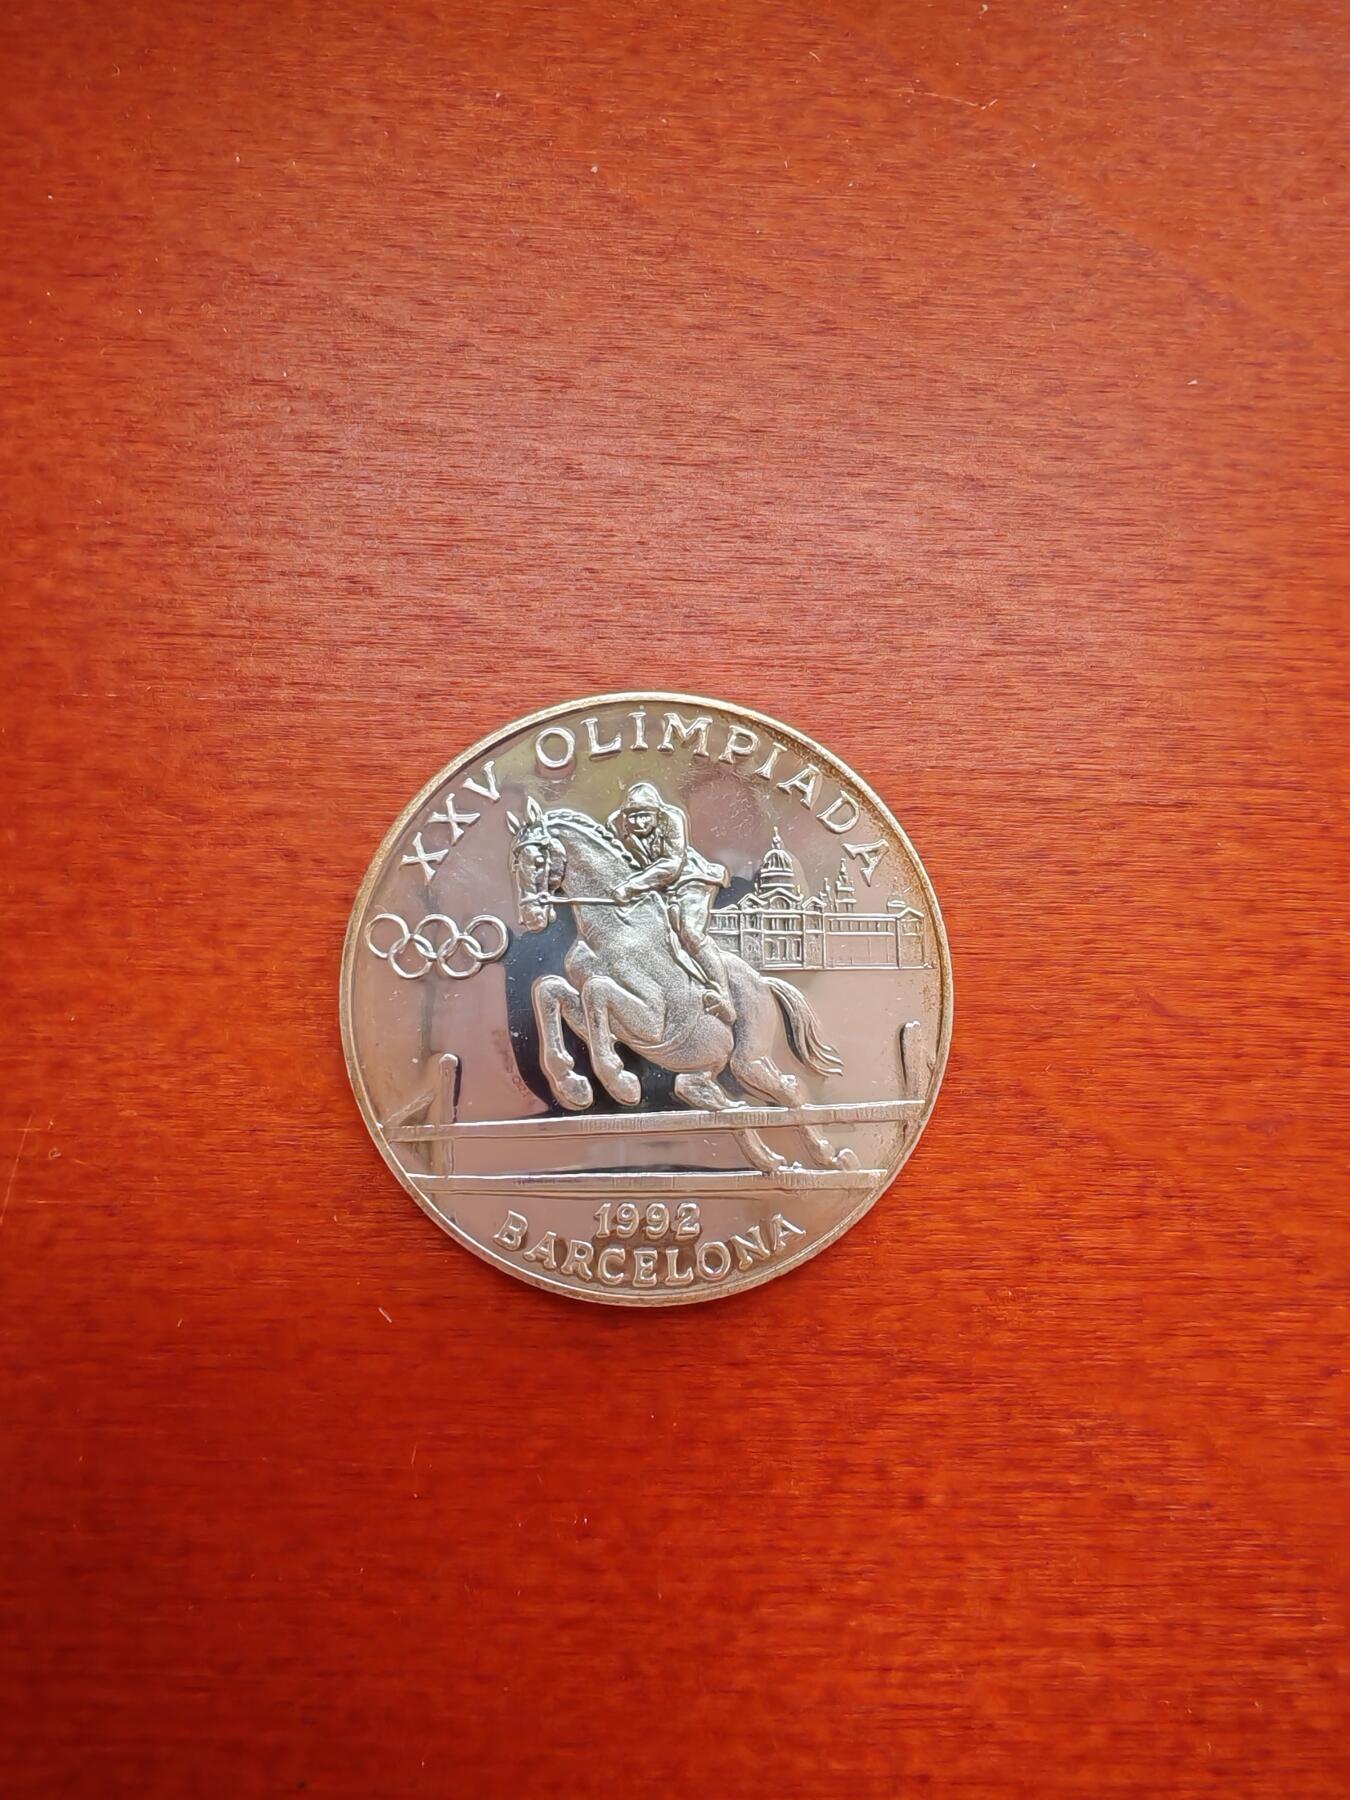 XXV OLIMPIADA
1992
BARCELONA